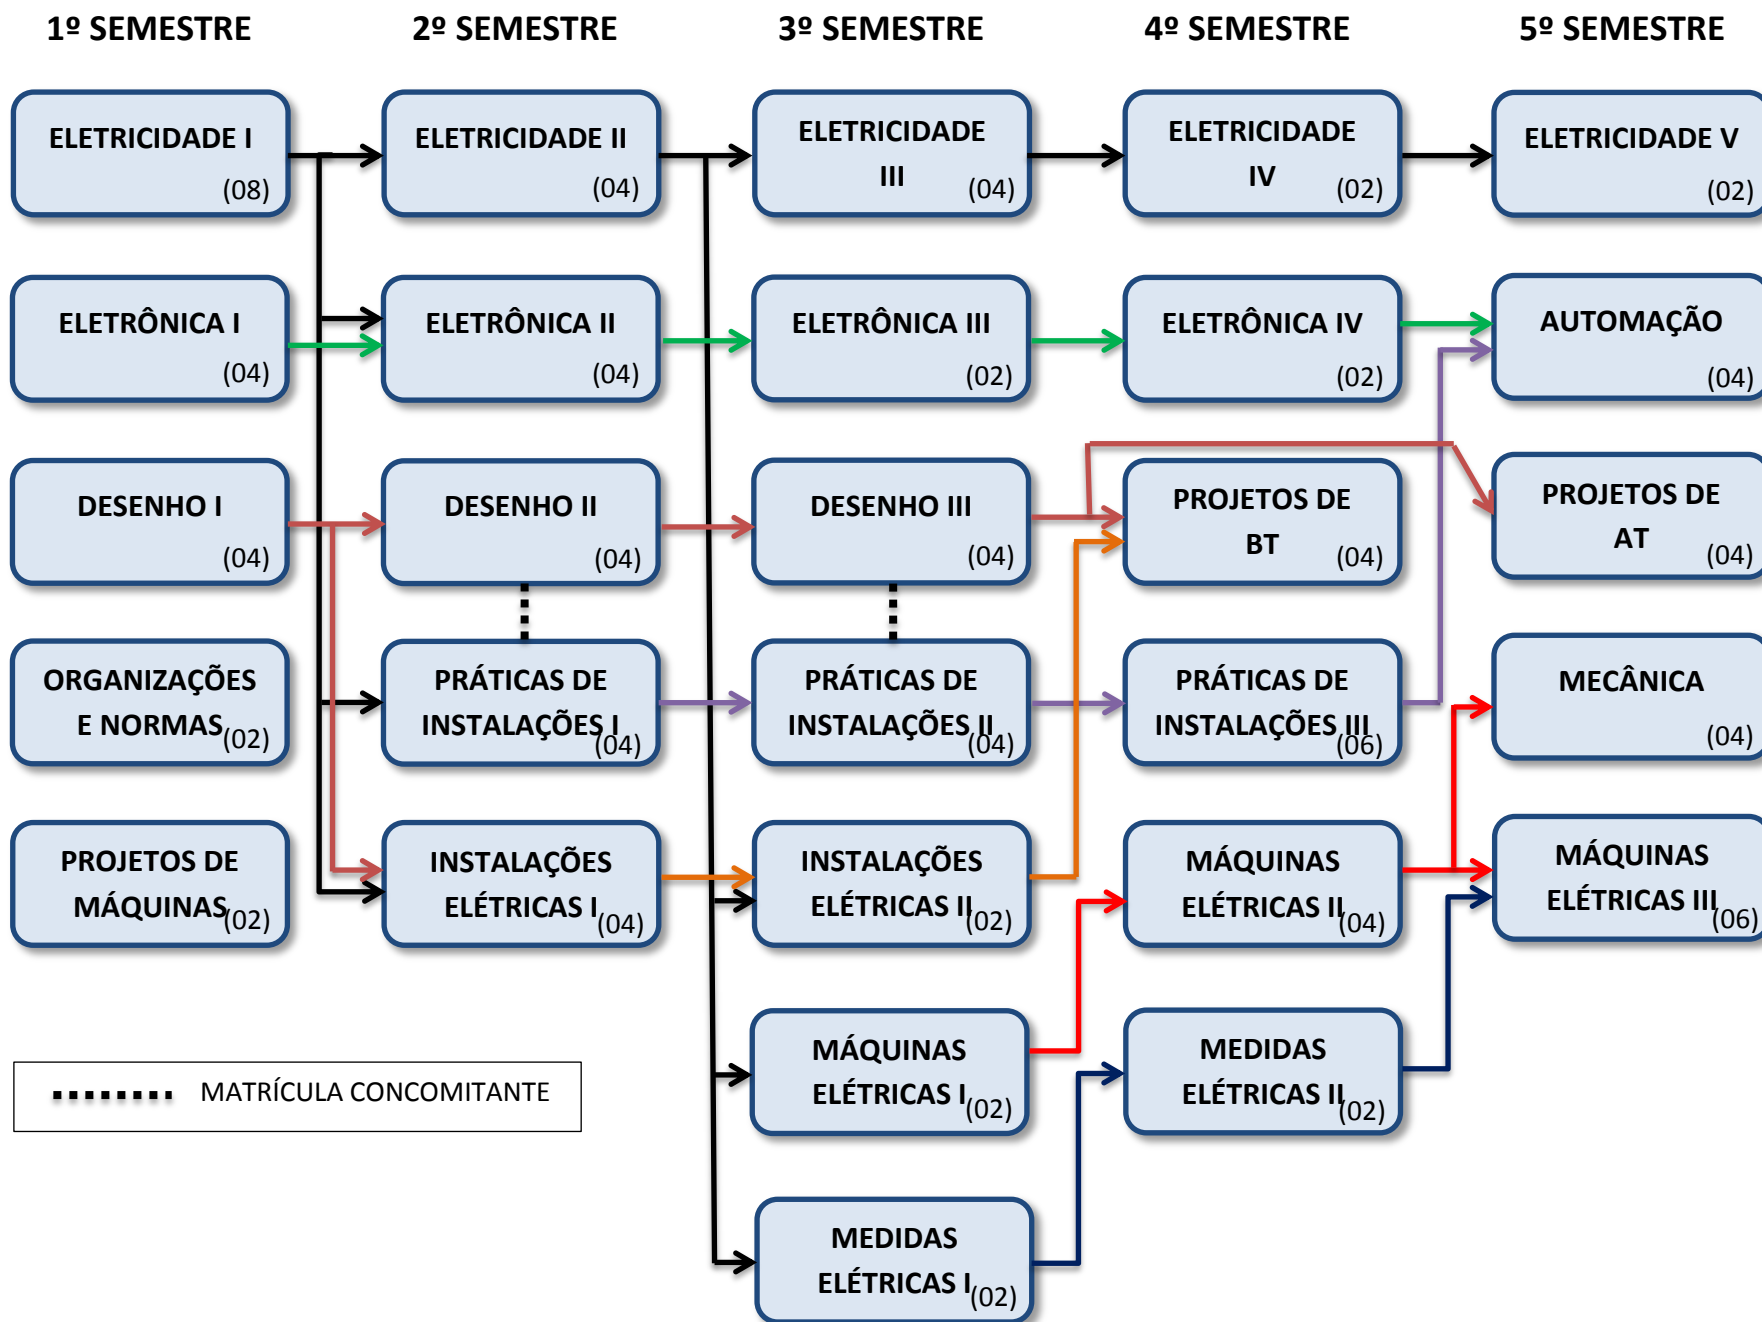 1º SEMESTRE
2º SEMESTRE
3º SEMESTRE
4º SEMESTRE
5º SEMESTRE
ELETRICIDADE I
(08)
ELETRICIDADE II
(04)
ELETRICIDADE
III
(04)
ELETRICIDADE
IV
(02)
ELETRICIDADE V
(02)
ELETRÔNICA I
(04)
ELETRÔNICA II
(04)
ELETRÔNICA III
(02)
ELETRÔNICA IV
(02)
AUTOMAÇÃO
(04)
DESENHO I
(04)
DESENHO II
(04)
DESENHO III
(04)
PROJETOS DE
BT
(04)
PROJETOS DE
AT
(04)
ORGANIZAÇÕES
E NORMAS
(02)
PRÁTICAS DE
INSTALAÇÕES I
(04)
PRÁTICAS DE
INSTALAÇÕES II
(04)
PRÁTICAS DE
INSTALAÇÕES III
(06)
MECÂNICA
(04)
PROJETOS DE
MÁQUINAS
(02)
INSTALAÇÕES
ELÉTRICAS I
(04)
INSTALAÇÕES
ELÉTRICAS II
(02)
MÁQUINAS
ELÉTRICAS II
(04)
MÁQUINAS
ELÉTRICAS III
(06)
MÁQUINAS
ELÉTRICAS I
(02)
MEDIDAS
ELÉTRICAS II
(02)
MATRÍCULA CONCOMITANTE
MEDIDAS
ELÉTRICAS I
(02)